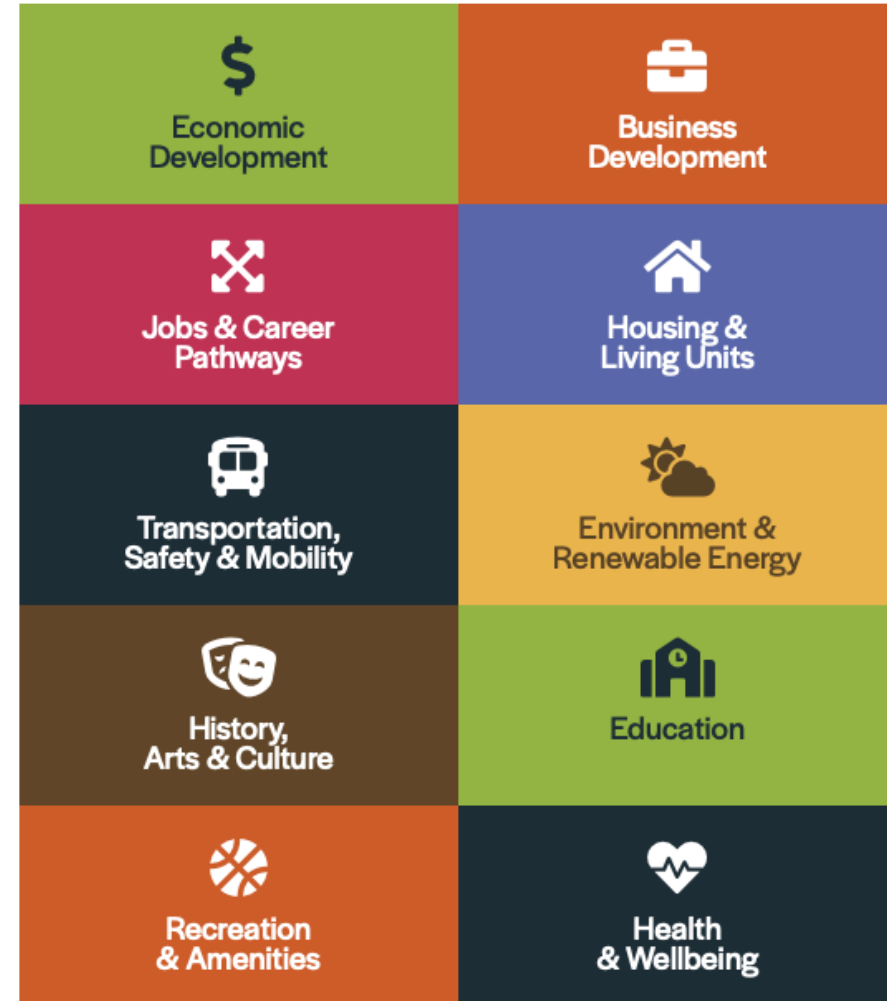 $
Economic
Development
Business
Development
Jobs & Career
Pathways
Housing &
Living Units
Transportation,
Safety & Mobility
Environment &
Renewable Energy
History,
Arts & Culture
Education
Recreation
& Amenities
Health
& Wellbeing